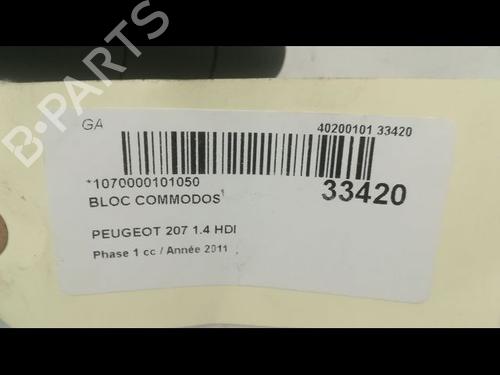 B-PARTS
GA
40200101 33420
*1070000101050
33420
BLOC COMMODOS
PEUGEOT 207 1.4 HDI
Phase 1 cc / Année 2011